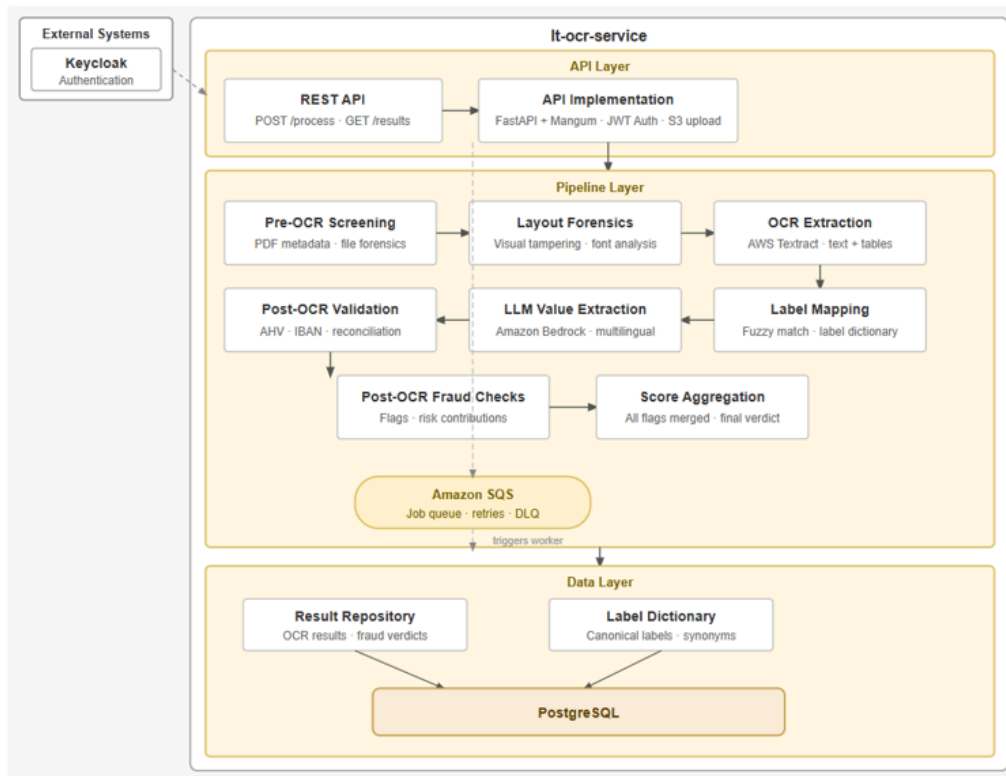 External Systems
Keycloak
Authentication
lt-ocr-service
API Layer
REST API
POST /process · GET /results
API Implementation
FastAPI + Mangum · JWT Auth · S3 upload
Pipeline Layer
Pre-OCR Screening
PDF metadata · file forensics
Layout Forensics
Visual tampering · font analysis
OCR Extraction
AWS Textract · text + tables
Post-OCR Validation
AHV · IBAN · reconciliation
LLM Value Extraction
Amazon Bedrock · multilingual
Label Mapping
Fuzzy match · label dictionary
Post-OCR Fraud Checks
Flags · risk contributions
Score Aggregation
All flags merged · final verdict
Amazon SQS
Job queue · retries · DLQ
triggers worker
Data Layer
Result Repository
OCR results · fraud verdicts
Label Dictionary
Canonical labels · synonyms
PostgreSQL